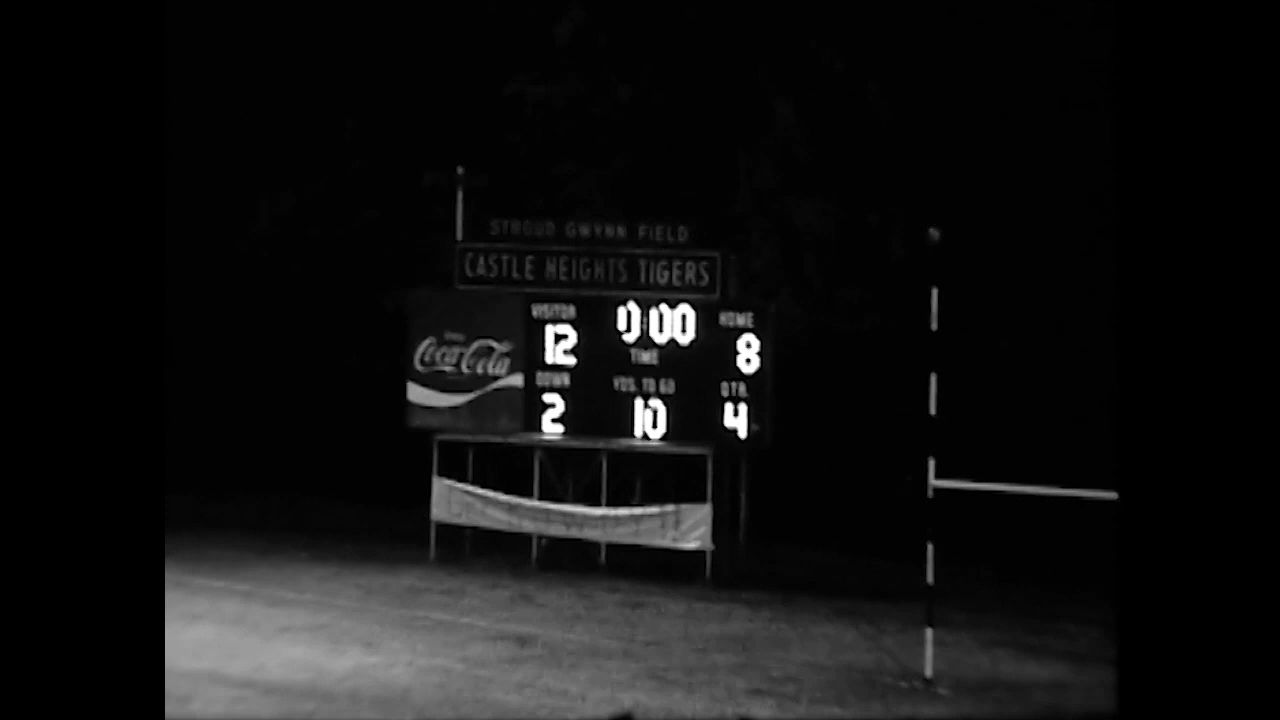 STROUD GWYNN FIELD
CASTLE HEIGHTS TIGERS
Enjoy
Coca-Cola
VISITOR
12
0:00
TIME
HOME
8
DOWN
2
YDS. TO GO
10
QTR.
4